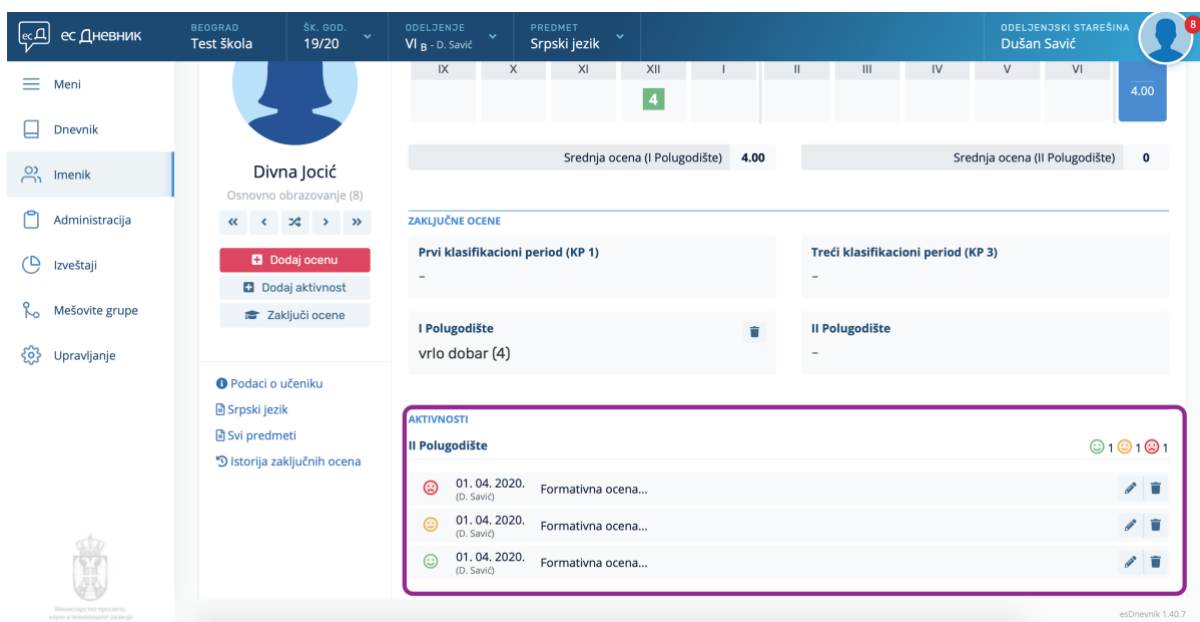 ес Д ес Дневник
BEOGRAD
Test škola
ŠK. GOD.
19/20
ODELJENJE
VI B - D. Savić
PREDMET
Srpski jezik
ODELJENJSKI STAREŠINA
Dušan Savić
8
Meni
Dnevnik
Imenik
Administracija
Izveštaji
Mešovite grupe
Upravljanje
Министарство просвете,
науке и технолошког развоја
Divna Jocić
Osnovno obrazovanje (8)
Dodaj ocenu
Dodaj aktivnost
Zaključi ocene
Podaci o učeniku
Srpski jezik
Svi predmeti
Istorija zaključnih ocena
IX X XI XII I II III IV V VI
4
4.00
Srednja ocena (I Polugodište) 4.00
Srednja ocena (II Polugodište) 0
ZAKLJUČNE OCENE
Prvi klasifikacioni period (KP 1)
–
Treći klasifikacioni period (KP 3)
–
I Polugodište
vrlo dobar (4)
II Polugodište
–
AKTIVNOSTI
II Polugodište 1 1 1
01. 04. 2020. Formativna ocena...
(D. Savić)
01. 04. 2020. Formativna ocena...
(D. Savić)
01. 04. 2020. Formativna ocena...
(D. Savić)
esDnevnik 1.40.7